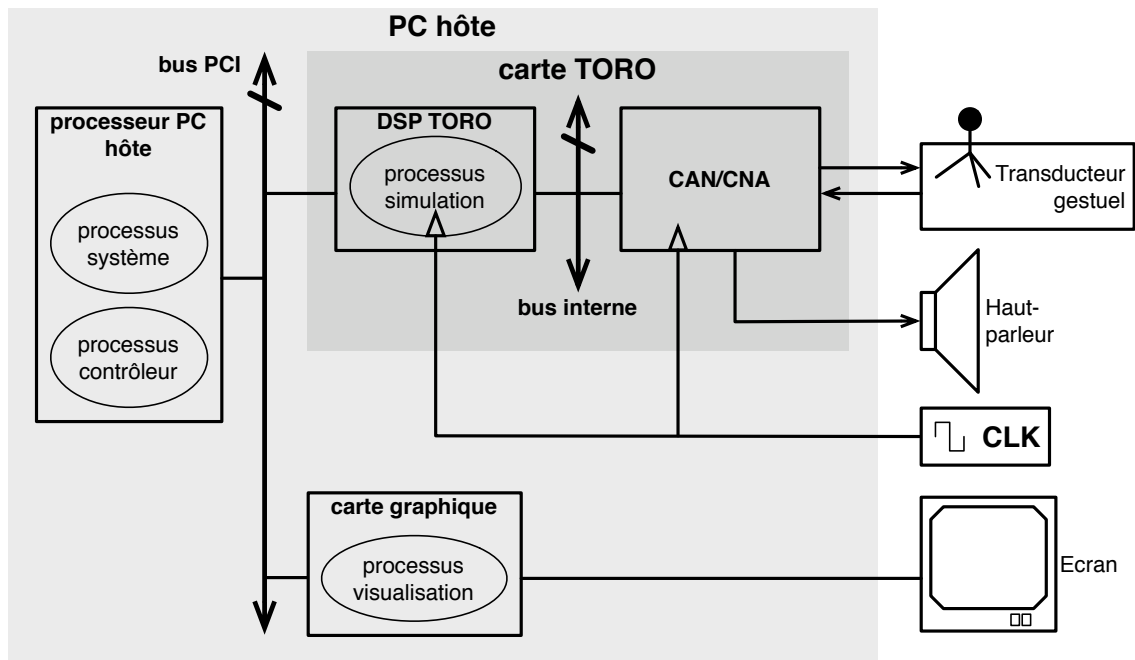 PC hôte
bus PCI
carte TORO
processeur PC
hôte
processus
système
processus
contrôleur
DSP TORO
processus
simulation
bus interne
CAN/CNA
Transducteur
gestuel
Haut-
parleur
CLK
carte graphique
processus
visualisation
Ecran